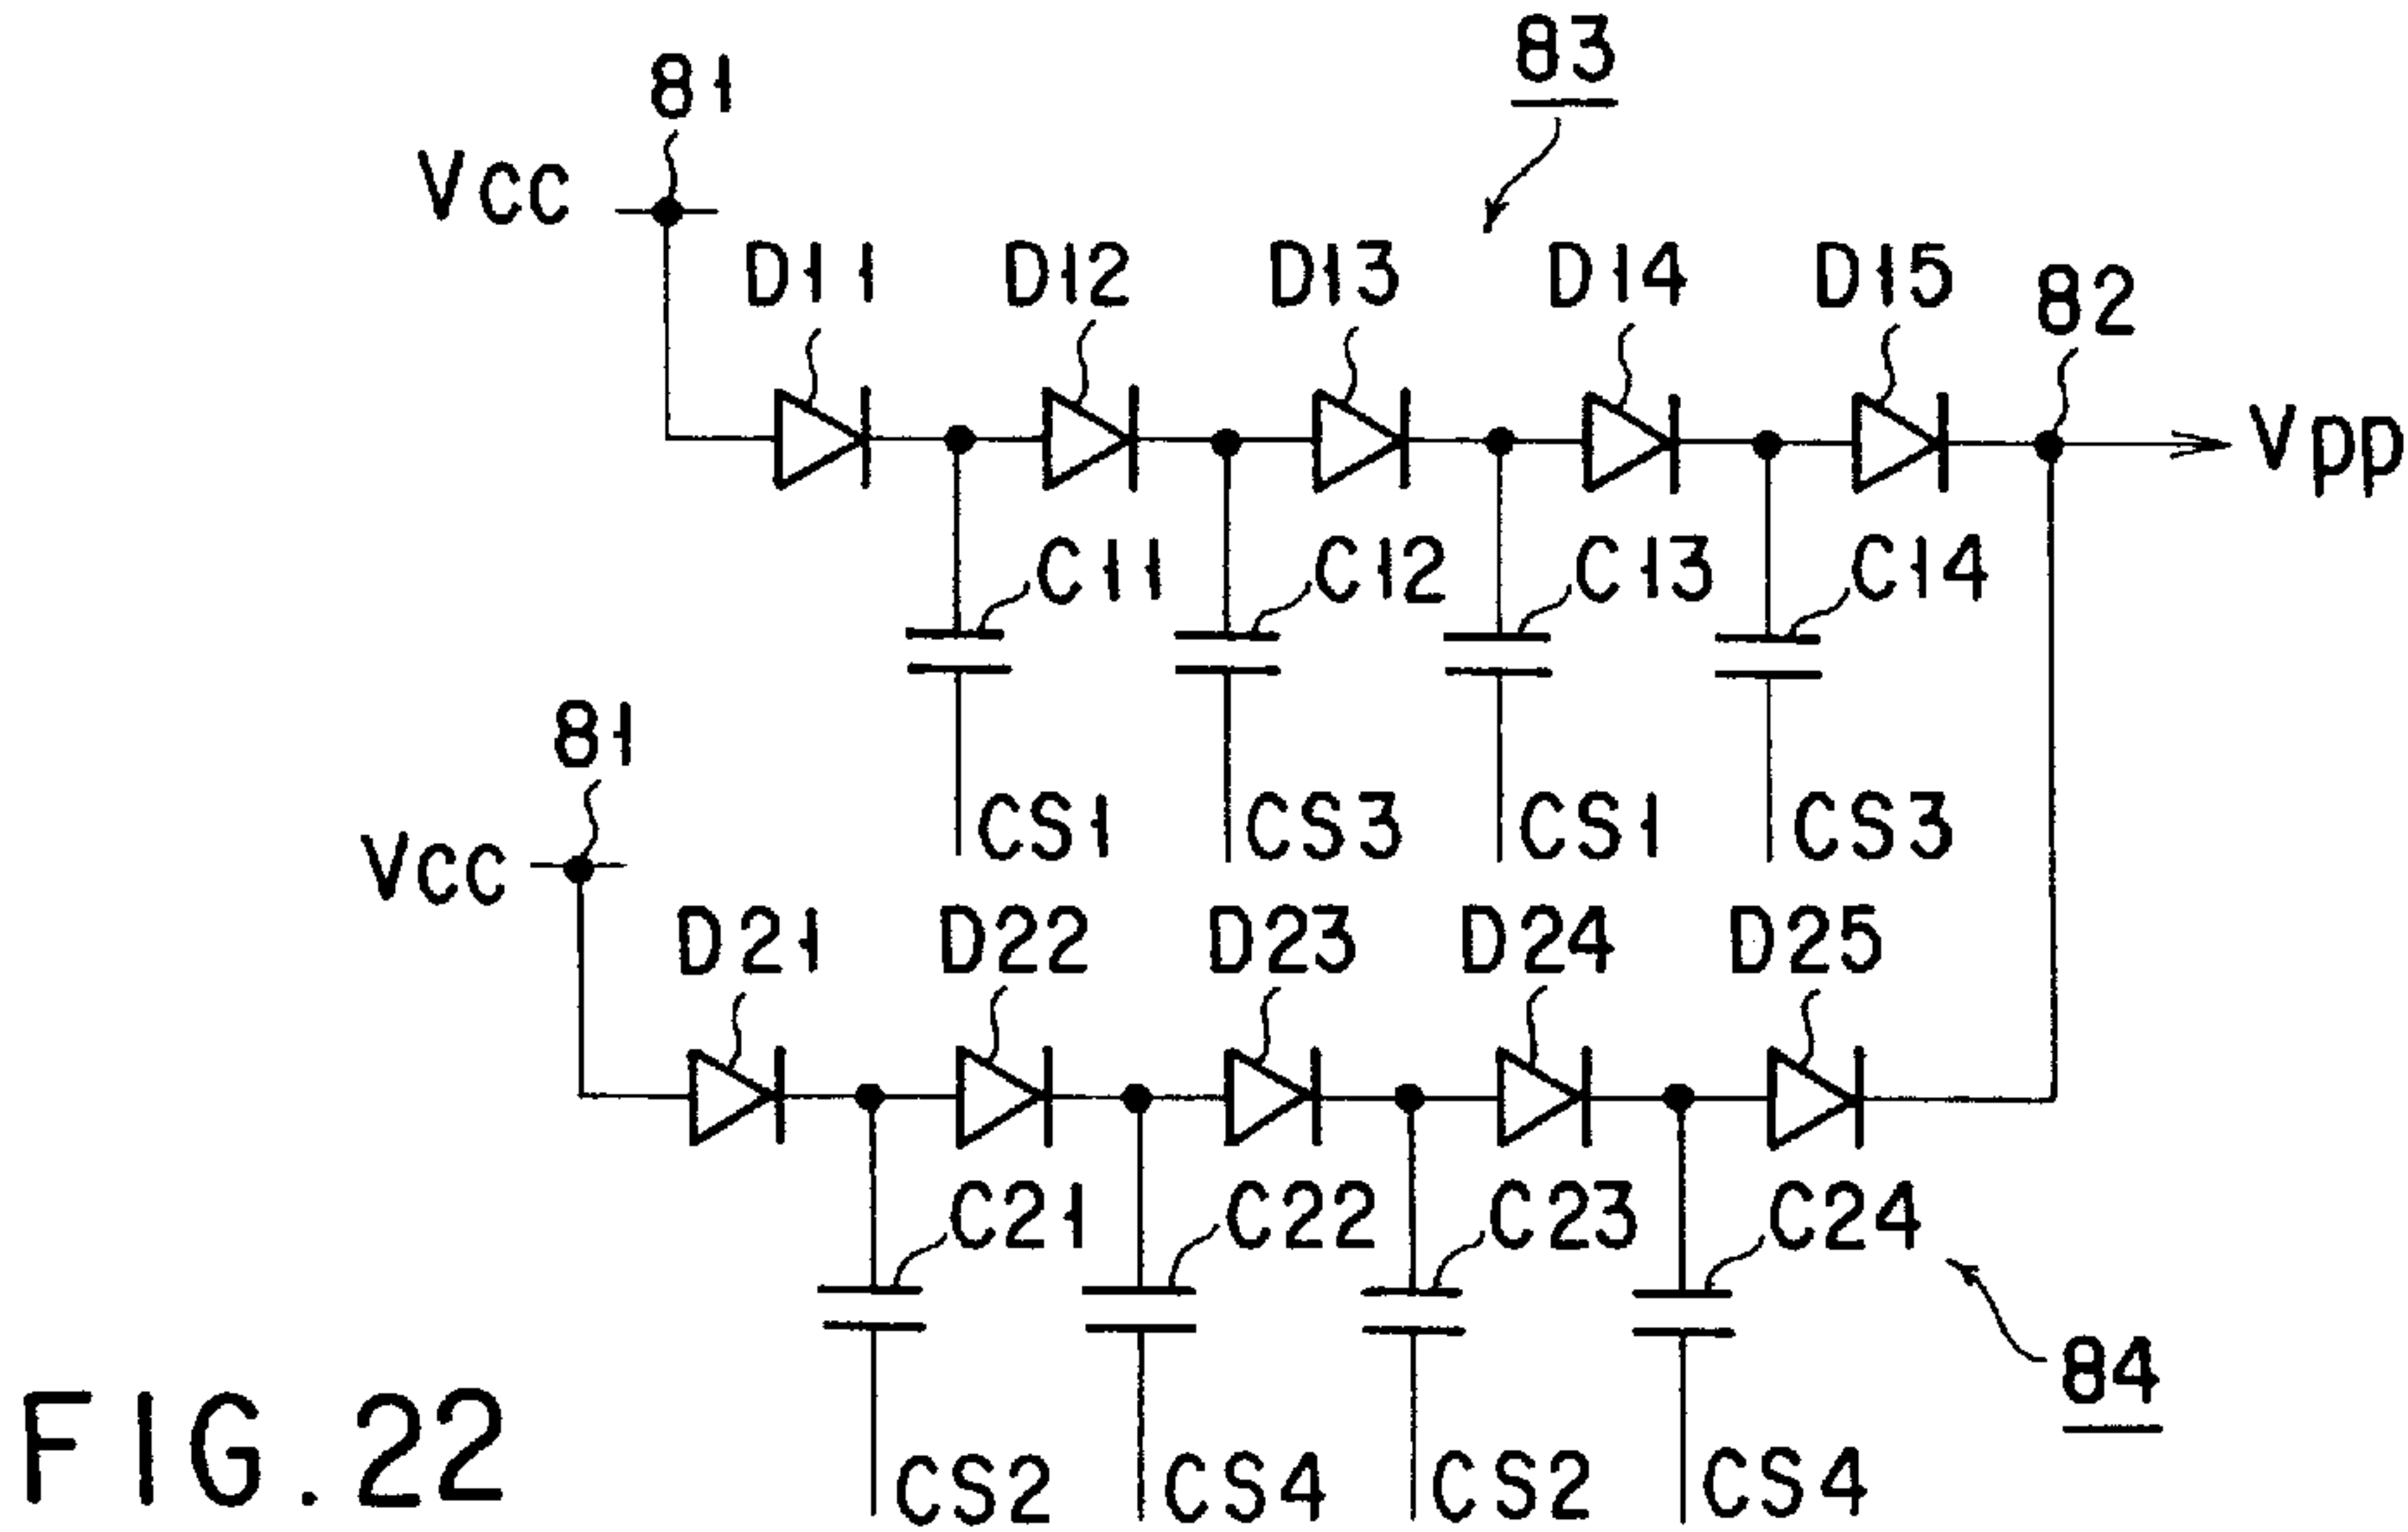 83
81
VCC
D11 D12 D13 D14 D15 82
Vpp
C11 C12 C13 C14
81
CS1 CS3 CS1 CS3
VCC
D21 D22 D23 D24 D25
C21 C22 C23 C24
84
FIG.22
CS2 CS4 CS2 CS4